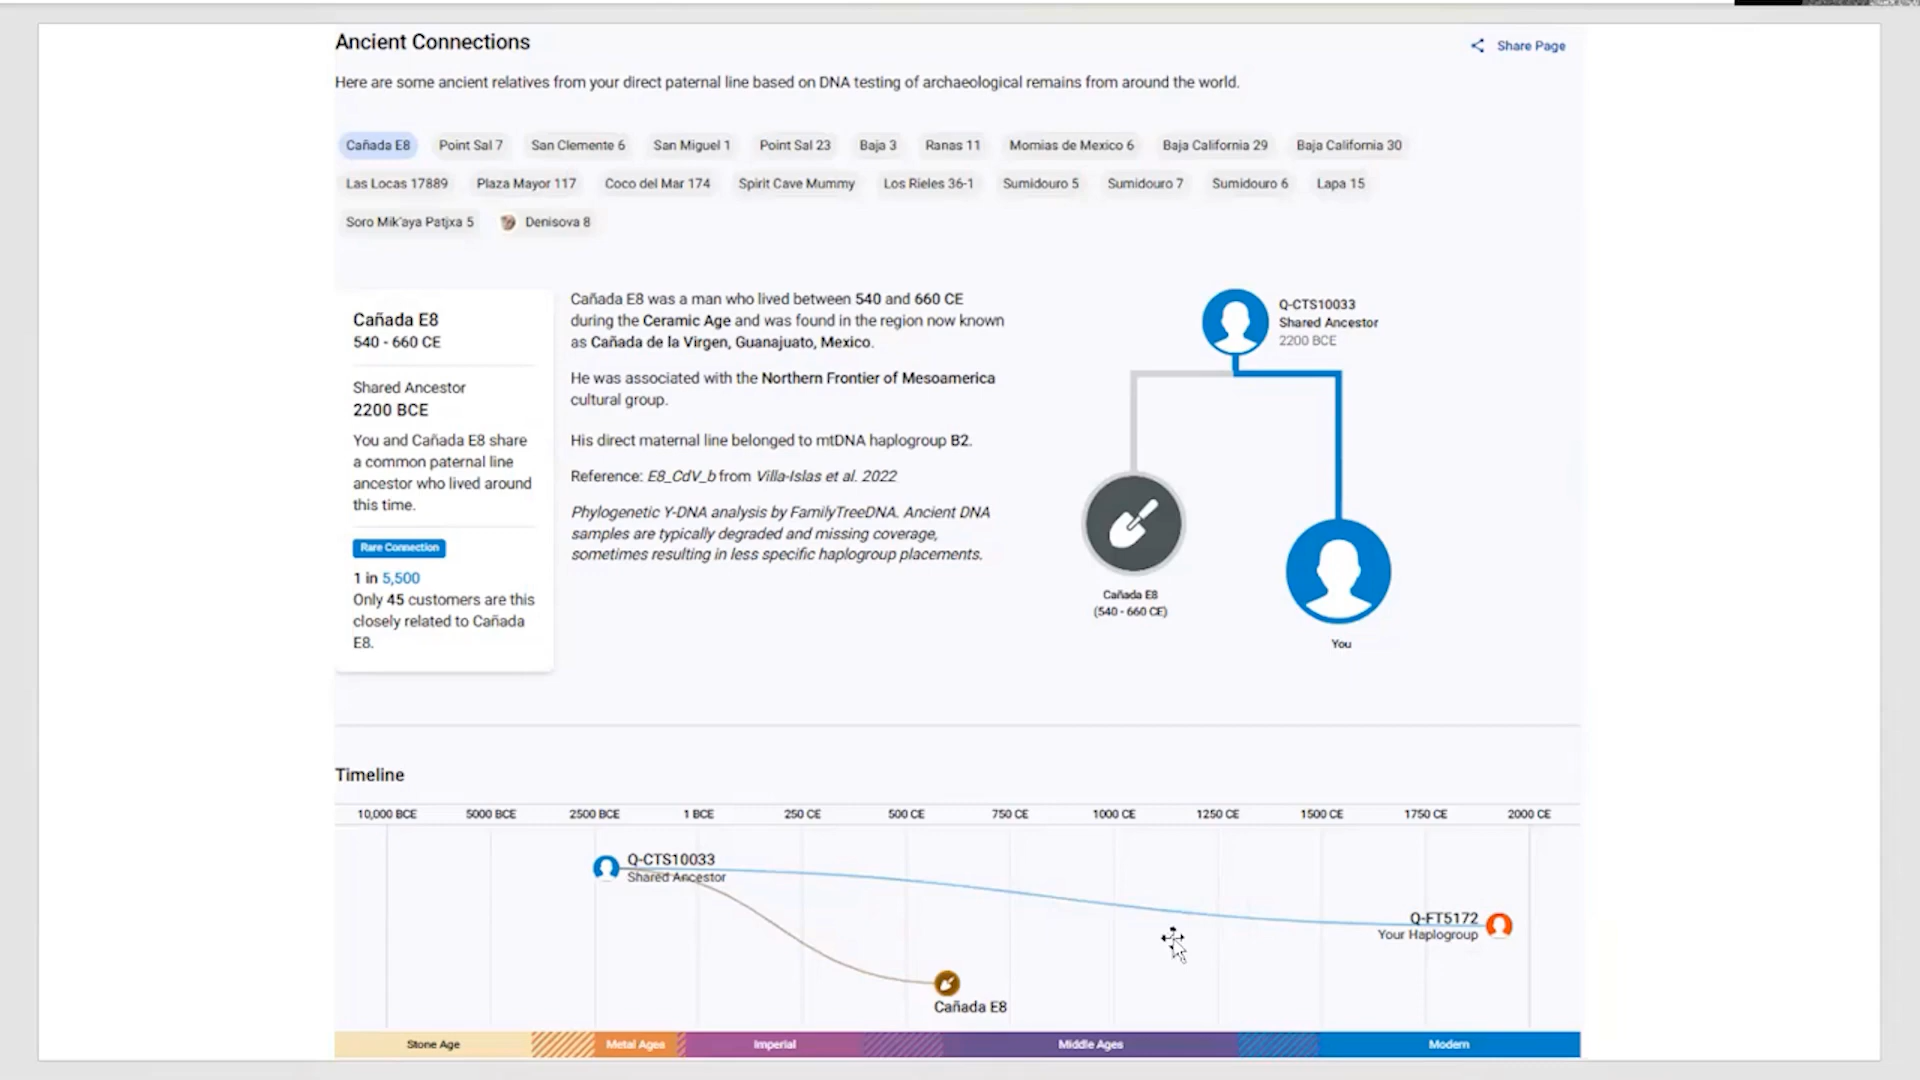 Ancient Connections
Share Page
Here are some ancient relatives from your direct paternal line based on DNA testing of archaeological remains from around the world.
Cañada E8 Point Sal 7 San Clemente 6 San Miguel 1 Point Sal 23 Baja 3 Ranas 11 Momias de Mexico 6 Baja California 29 Baja California 30
Las Locas 17889 Plaza Mayor 117 Coco del Mar 174 Spirit Cave Mummy Los Rieles 36-1 Sumidouro 5 Sumidouro 7 Sumidouro 6 Lapa 15
Soro Mik'aya Patjxa 5 Denisova 8
Cañada E8
540 - 660 CE
Shared Ancestor
2200 BCE
You and Cañada E8 share
a common paternal line
ancestor who lived around
this time.
Rare Connection
1 in 5,500
Only 45 customers are this
closely related to Cañada
E8.
Cañada E8 was a man who lived between 540 and 660 CE
during the Ceramic Age and was found in the region now known
as Cañada de la Virgen, Guanajuato, Mexico.
He was associated with the Northern Frontier of Mesoamerica
cultural group.
His direct maternal line belonged to mtDNA haplogroup B2.
Reference: E8_CdV_b from Villa-Islas et al. 2022
Phylogenetic Y-DNA analysis by FamilyTreeDNA. Ancient DNA
samples are typically degraded and missing coverage,
sometimes resulting in less specific haplogroup placements.
Q-CTS10033
Shared Ancestor
2200 BCE
Cañada E8
(540 - 660 CE)
You
Timeline
10,000 BCE 5000 BCE 2500 BCE 1 BCE 250 CE 500 CE 750 CE 1000 CE 1250 CE 1500 CE 1750 CE 2000 CE
Q-CTS10033
Shared Ancestor
Q-FT5172
Your Haplogroup
Cañada E8
Stone Age Metal Ages Imperial Middle Ages Modern